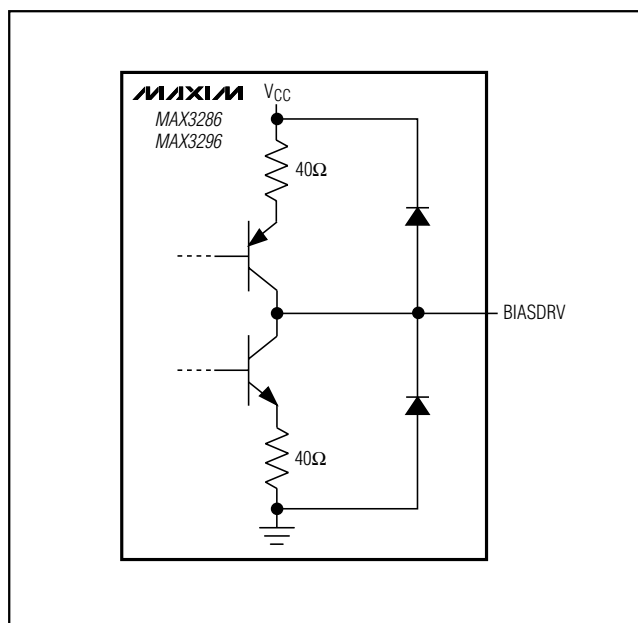 MAXIM
MAX3286
MAX3296
VCC
40Ω
BIASDRV
40Ω